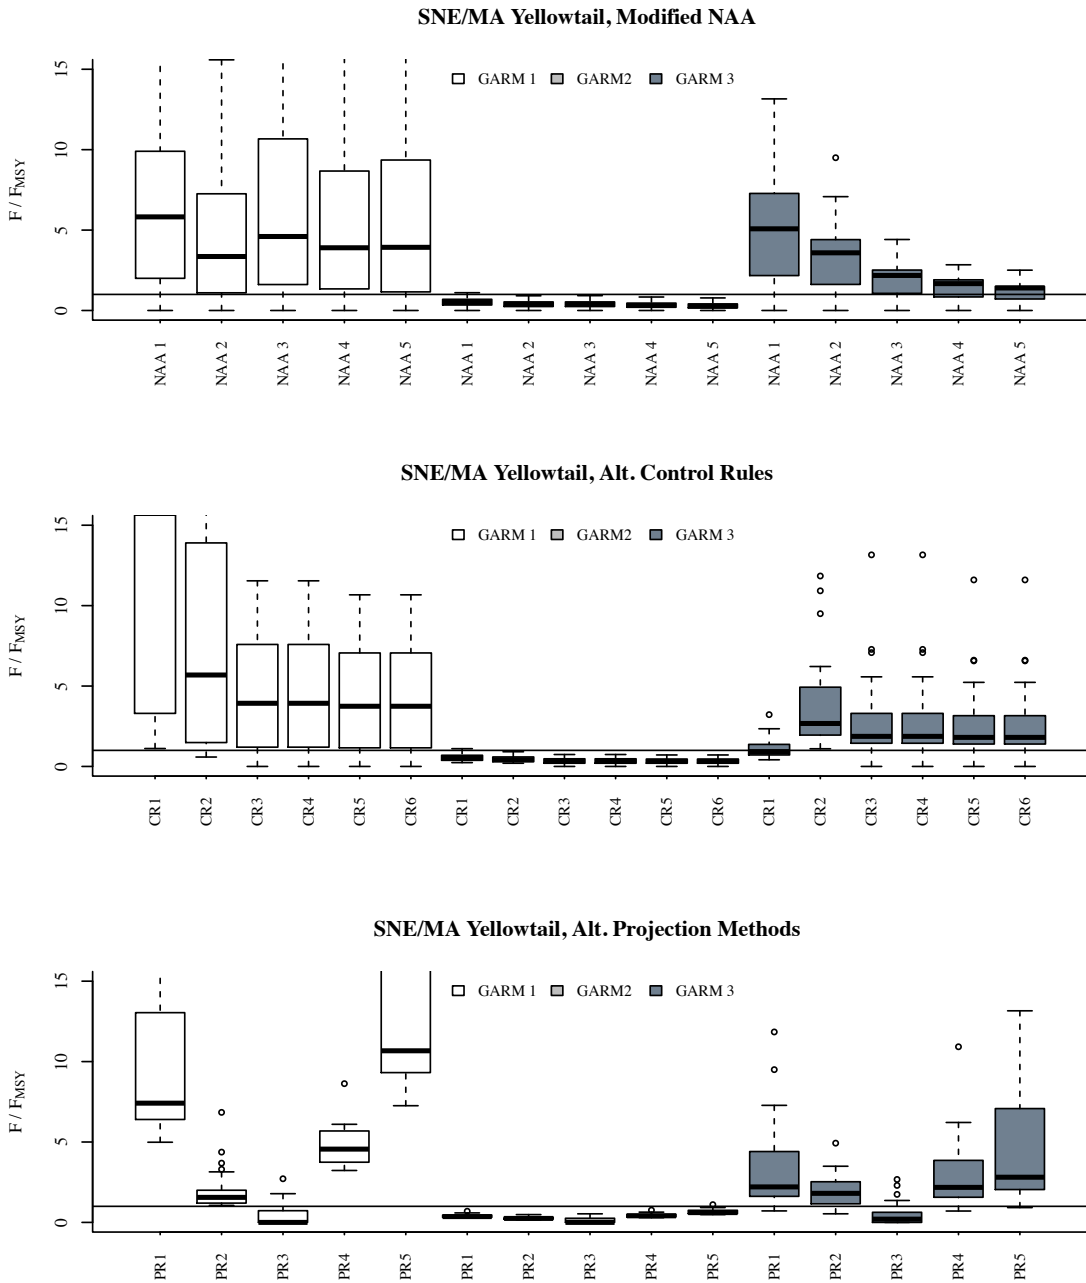 SNE/MA Yellowtail, Modified NAA
15
10
5
0
F / FMSY
GARM 1 GARM2 GARM 3
NAA 1 NAA 2 NAA 3 NAA 4 NAA 5 NAA 1 NAA 2 NAA 3 NAA 4 NAA 5 NAA 1 NAA 2 NAA 3 NAA 4 NAA 5
SNE/MA Yellowtail, Alt. Control Rules
15
10
5
0
F / FMSY
GARM 1 GARM2 GARM 3
CR1 CR2 CR3 CR4 CR5 CR6 CR1 CR2 CR3 CR4 CR5 CR6 CR1 CR2 CR3 CR4 CR5 CR6
SNE/MA Yellowtail, Alt. Projection Methods
15
10
5
0
F / FMSY
GARM 1 GARM2 GARM 3
PR1 PR2 PR3 PR4 PR5 PR1 PR2 PR3 PR4 PR5 PR1 PR2 PR3 PR4 PR5